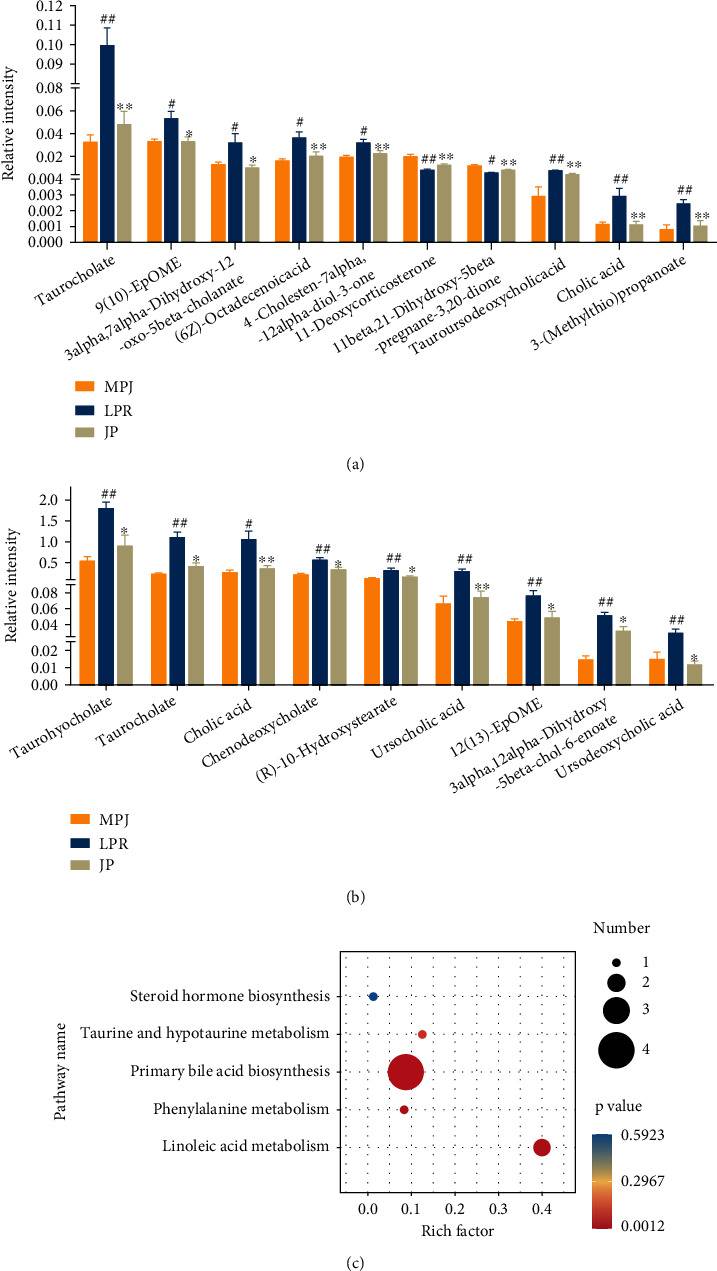 0.12
0.11
0.10
0.09
0.08
0.06
0.04
0.02
0.004
0.003
0.002
0.001
0.000
Relative intensity
## ** # * # * # ** # ** ## ** # ** ## ** ## ** ## **
Taurocholate
9(10)-EpOME
3alpha,7alpha-Dihydroxy-12
-oxo-5beta-cholanate
(6Z)-Octadecenoicacid
4 -Cholesten-7alpha,
-12alpha-diol-3-one
11-Deoxycorticosterone
11beta,21-Dihydroxy-5beta
-pregnane-3,20-dione
Tauroursodeoxycholicacid
Cholic acid
3-(Methylthio)propanoate
MPJ
LPR
JP
(a)
2.0
1.5
1.0
0.5
0.08
0.06
0.04
0.02
0.01
0.00
Relative intensity
## * ## * # ** ## * ## * ## ** ## * ## * ## *
Taurohyocholate
Taurocholate
Cholic acid
Chenodeoxycholate
(R)-10-Hydroxystearate
Ursocholic acid
12(13)-EpOME
3alpha,12alpha-Dihydroxy
-5beta-chol-6-enoate
Ursodeoxycholic acid
MPJ
LPR
JP
(b)
Pathway name
Steroid hormone biosynthesis
Taurine and hypotaurine metabolism
Primary bile acid biosynthesis
Phenylalanine metabolism
Linoleic acid metabolism
0.0 0.1 0.2 0.3 0.4
Rich factor
Number
1
2
3
4
p value
0.5923
0.2967
0.0012
(c)